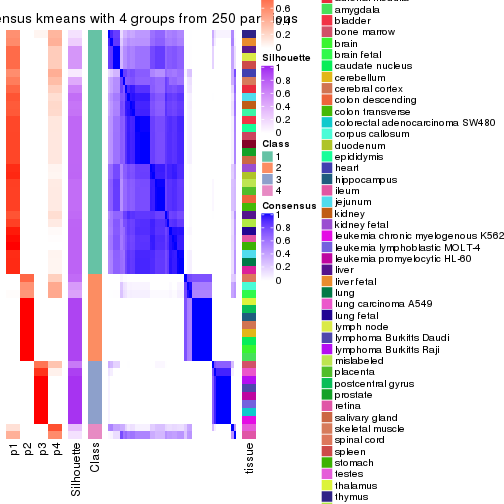 ensus kmeans with 4 groups from 250 par
0.6
0.4
0.2
0
Silhouette
1
0.8
0.6
0.4
0.2
0
Class
1
2
3
4
Consensus
1
0.8
0.6
0.4
0.2
0
p1
p2
p3
p4
Silhouette
Class
tissue
amygdala
bladder
bone marrow
brain
brain fetal
caudate nucleus
cerebellum
cerebral cortex
colon descending
colon transverse
colorectal adenocarcinoma SW480
corpus callosum
duodenum
epididymis
heart
hippocampus
ileum
jejunum
kidney
kidney fetal
leukemia chronic myelogenous K562
leukemia lymphoblastic MOLT-4
leukemia promyelocytic HL-60
liver
liver fetal
lung
lung carcinoma A549
lung fetal
lymph node
lymphoma Burkitts Daudi
lymphoma Burkitts Raji
mislabeled
placenta
postcentral gyrus
prostate
retina
salivary gland
skeletal muscle
spinal cord
spleen
stomach
testes
thalamus
thymus